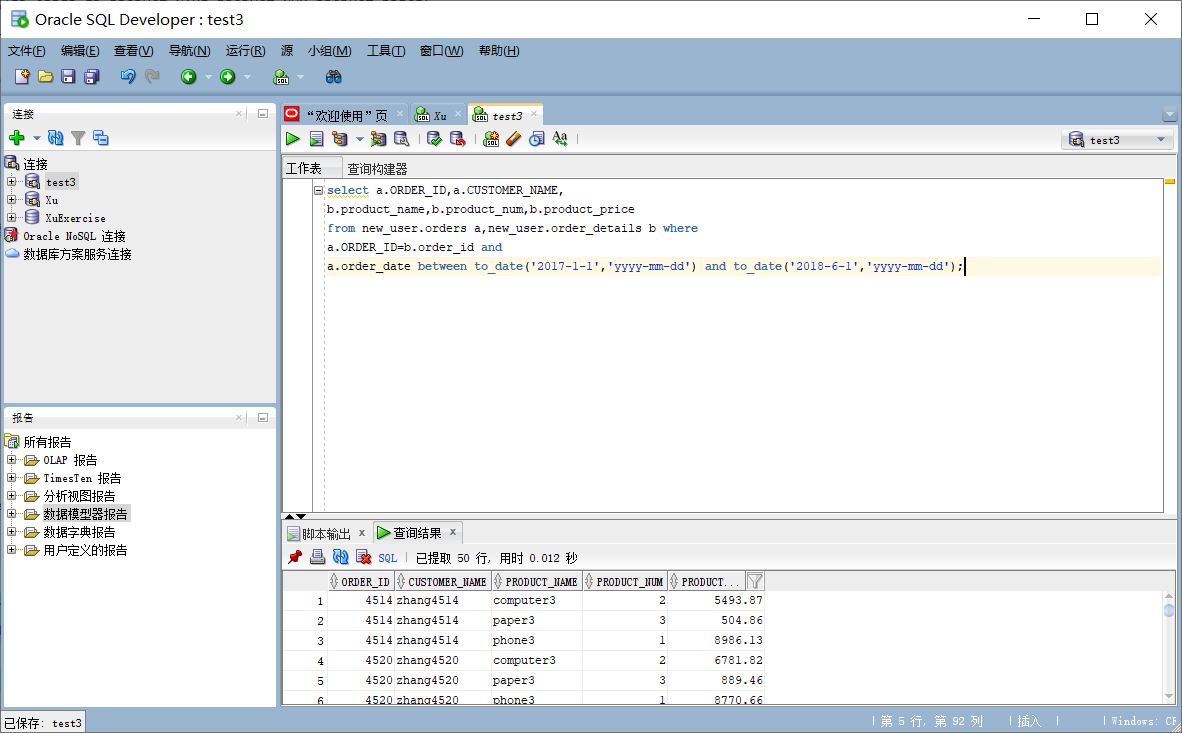 Oracle SQL Developer : test3
文件(F) 编辑(E) 查看(V) 导航(N) 运行(R) 源 小组(M) 工具(T) 窗口(W) 帮助(H)
连接
连接
test3
Xu
XuExercise
Oracle NoSQL 连接
数据库方案服务连接
报告
所有报告
OLAP 报告
TimesTen 报告
分析视图报告
数据模型器报告
数据字典报告
用户定义的报告
“欢迎使用”页 Xu test3
test3
工作表 查询构建器
select a.ORDER_ID,a.CUSTOMER_NAME,
b.product_name,b.product_num,b.product_price
from new_user.orders a,new_user.order_details b where
a.ORDER_ID=b.order_id and
a.order_date between to_date('2017-1-1','yyyy-mm-dd') and to_date('2018-6-1','yyyy-mm-dd');
脚本输出 x 查询结果 x
SQL 已提取 50 行, 用时 0.012 秒
ORDER_ID CUSTOMER_NAME PRODUCT_NAME PRODUCT_NUM PRODUCT...
1 4514 zhang4514 computer3 2 5493.87
2 4514 zhang4514 paper3 3 504.86
3 4514 zhang4514 phone3 1 8986.13
4 4520 zhang4520 computer3 2 6781.82
5 4520 zhang4520 paper3 3 889.46
6 4520 zhang4520 phone3 1 8770.66
已保存: test3
第 5 行, 第 92 列 插入 Windows: CR